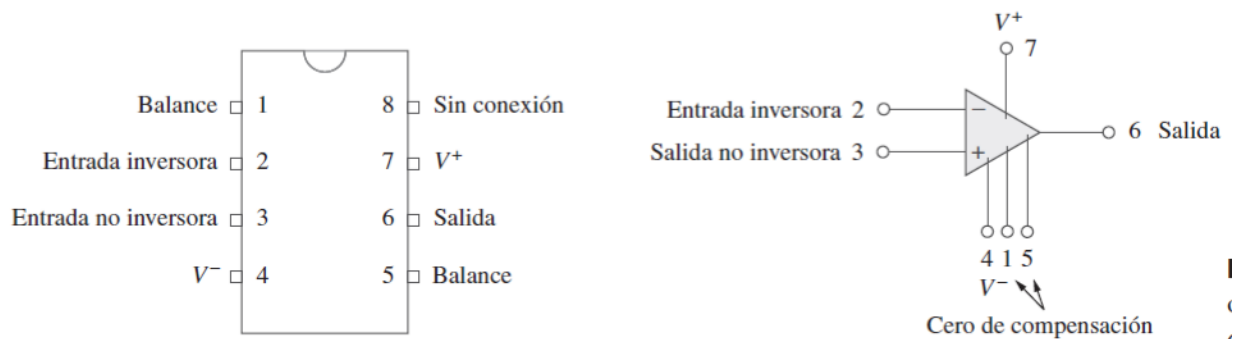 Balance 1
8 Sin conexión
Entrada inversora 2
7 V⁺
Entrada no inversora 3
6 Salida
V⁻ 4
5 Balance
V⁺
7
Entrada inversora 2
−
6 Salida
Salida no inversora 3
+
4 1 5
V⁻
Cero de compensación